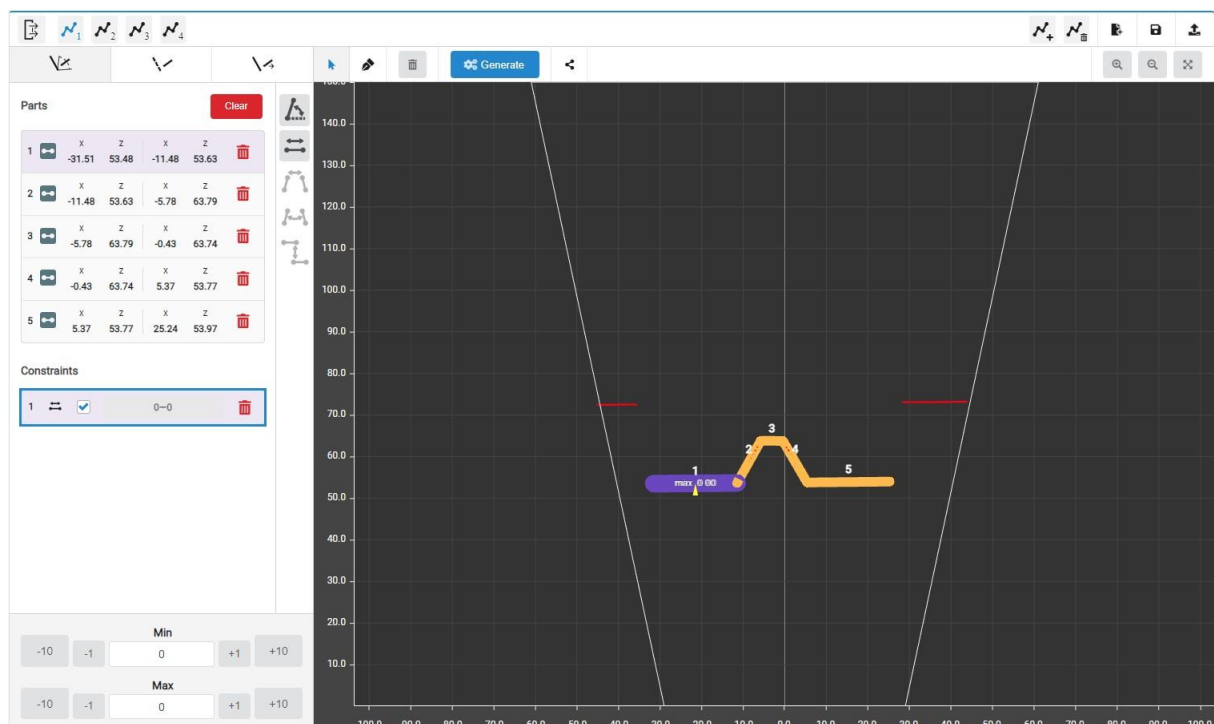 1 2 3 4
Generate
Parts
Clear
X Z X Z
1 -31.51 53.48 -11.48 53.63
X Z X Z
2 -11.48 53.63 -5.78 63.79
X Z X Z
3 -5.78 63.79 -0.43 63.74
X Z X Z
4 -0.43 63.74 5.37 53.77
X Z X Z
5 5.37 53.77 25.24 53.97
Constraints
1 0–0
Min
-10 -1 0 +1 +10
Max
-10 -1 0 +1 +10
140.0
130.0
120.0
110.0
100.0
90.0
80.0
70.0
60.0
50.0
40.0
30.0
20.0
10.0
3
2 4
1 5
max 0.00